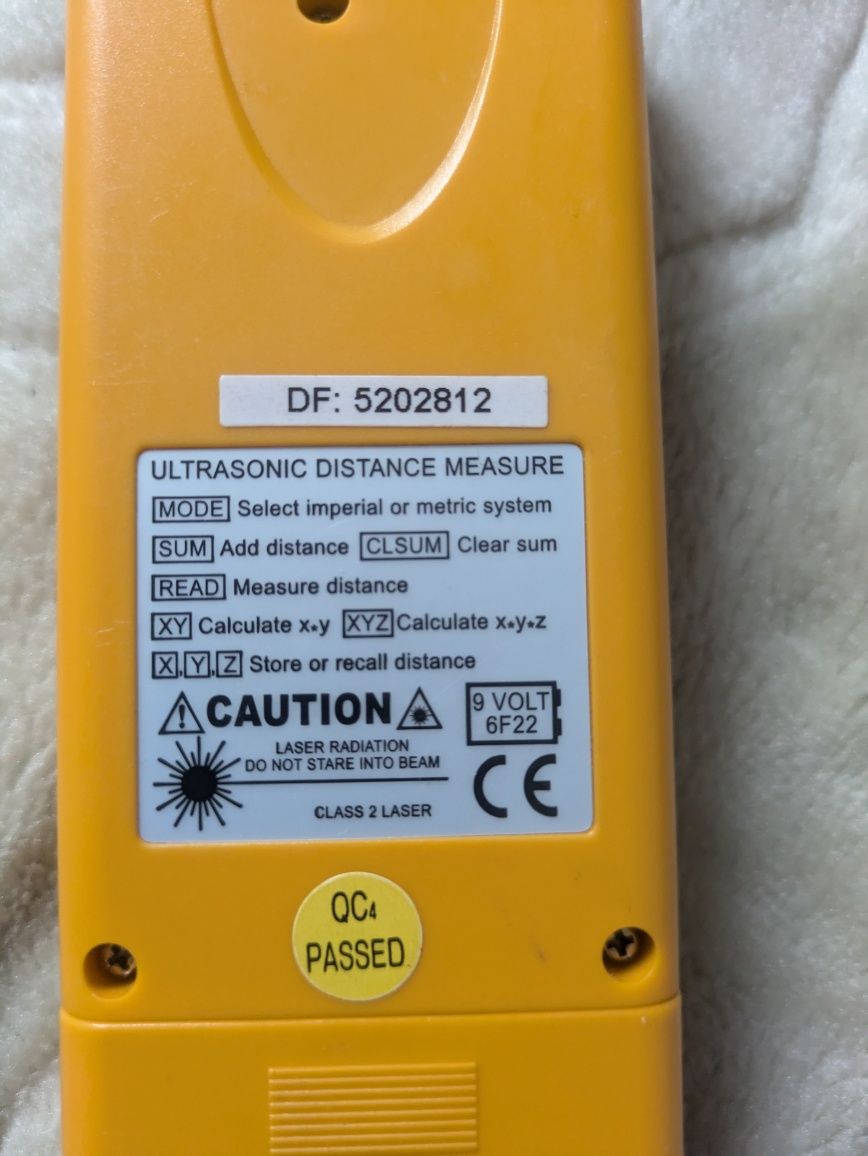 DF: 5202812
ULTRASONIC DISTANCE MEASURE
MODE Select imperial or metric system
SUM Add distance CLSUM Clear sum
READ Measure distance
XY Calculate x*y XYZ Calculate x*y*z
X,Y,Z Store or recall distance
CAUTION
9 VOLT
6F22
LASER RADIATION
DO NOT STARE INTO BEAM
CLASS 2 LASER
CE
QC4
PASSED